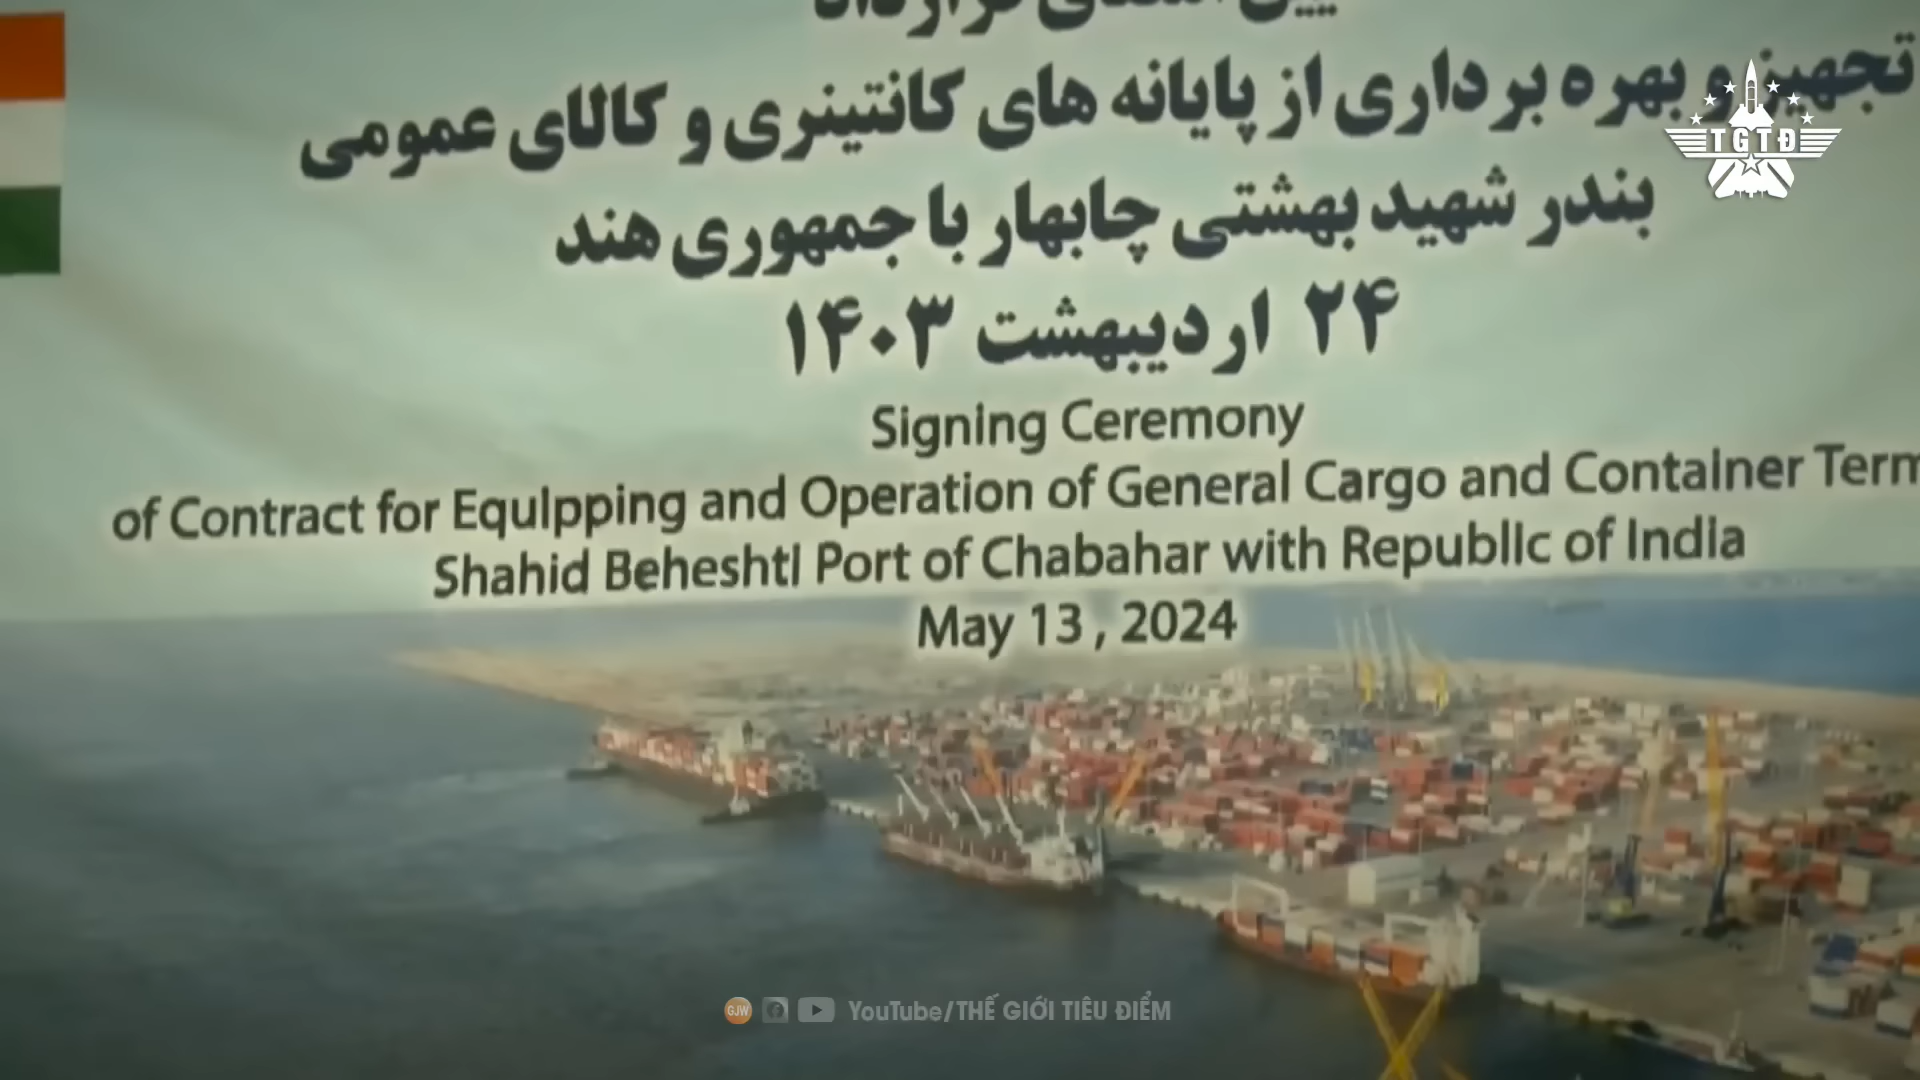 تجهیز و بهره برداری از پایانه های کانتینری و کالای عمومی
بندر شهید بهشتی چابهار با جمهوری هند
۲۴ اردیبهشت ۱۴۰۳
Signing Ceremony
of Contract for Equipping and Operation of General Cargo and Container Term
Shahid Beheshti Port of Chabahar with Republic of India
May 13 , 2024
TGTĐ
GJW YouTube/THẾ GIỚI TIÊU ĐIỂM